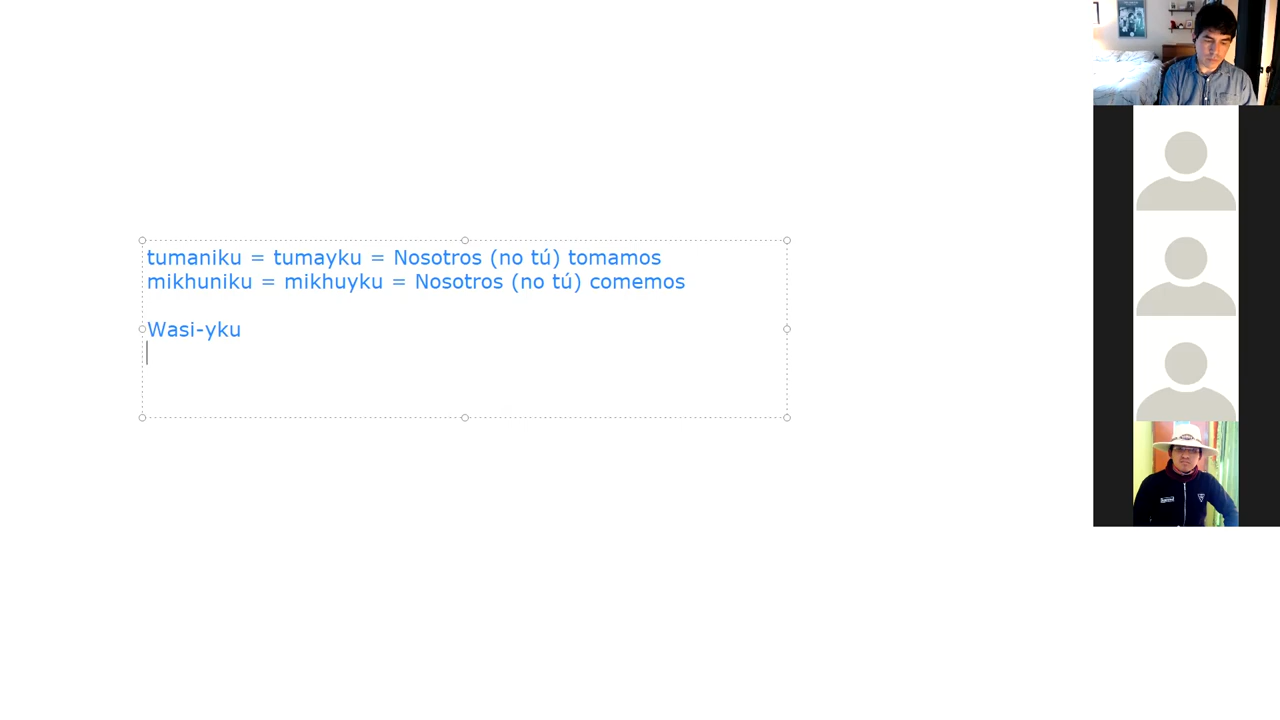 tumaniku = tumayku = Nosotros (no tú) tomamos
mikhuniku = mikhuyku = Nosotros (no tú) comemos
Wasi-yku